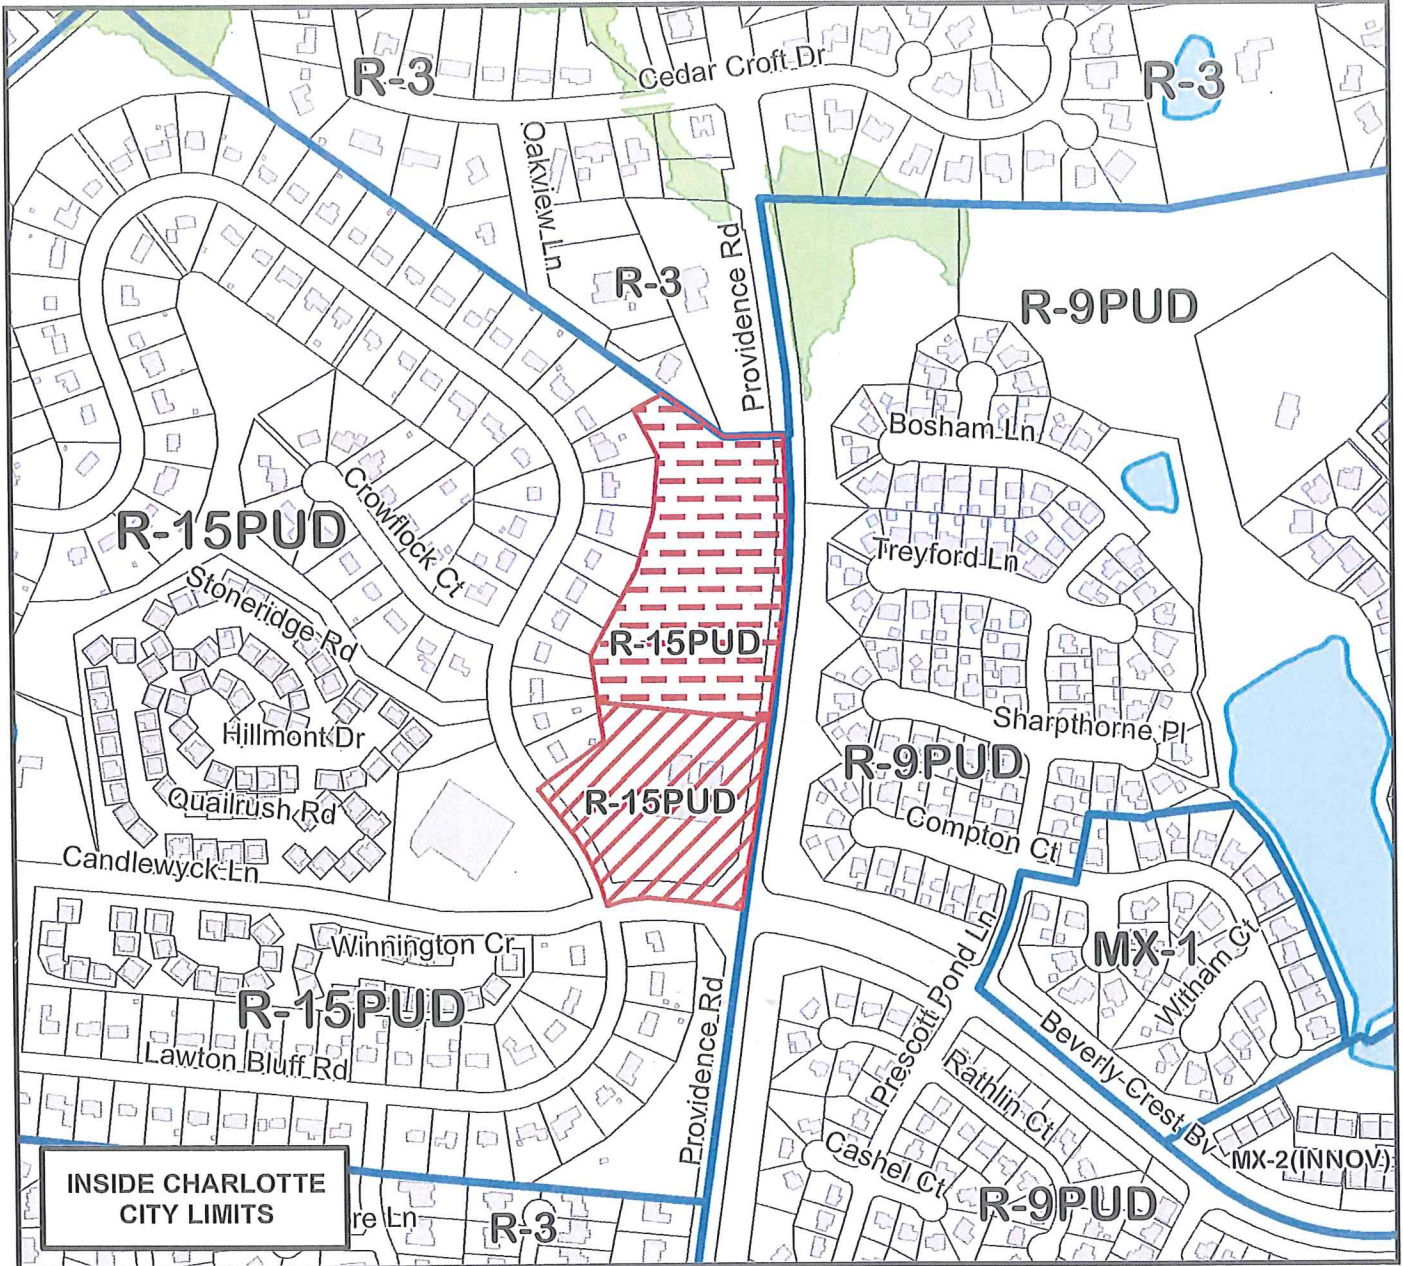 R-3
Cedar Croft Dr
R-3
Oakview Ln
R-3
Providence Rd
R-9PUD
Bosham Ln
Crowflock Ct
R-15PUD
Treyford Ln
Stoneridge Rd
R-15PUD
Sharpthorne Pl
Hillmont Dr
R-9PUD
Quailrush Rd
R-15PUD
Compton Ct
Candlewyck Ln
Winnington Cr
MX-1
Witham Ct
Prescott Pond Ln
R-15PUD
Lawton Bluff Rd
Providence Rd
Beverly Crest Bv
Rathlin Ct
Cashel Ct
MX-2(INNOV)
INSIDE CHARLOTTE
CITY LIMITS
re Ln
R-3
R-9PUD